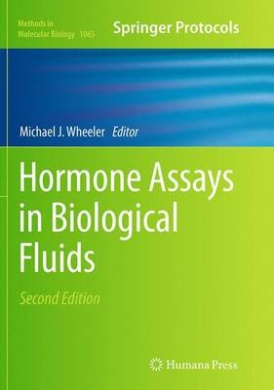 Methods in
Molecular Biology 1065
Springer Protocols
Michael J. Wheeler Editor
Hormone Assays
in Biological
Fluids
Second Edition
Humana Press